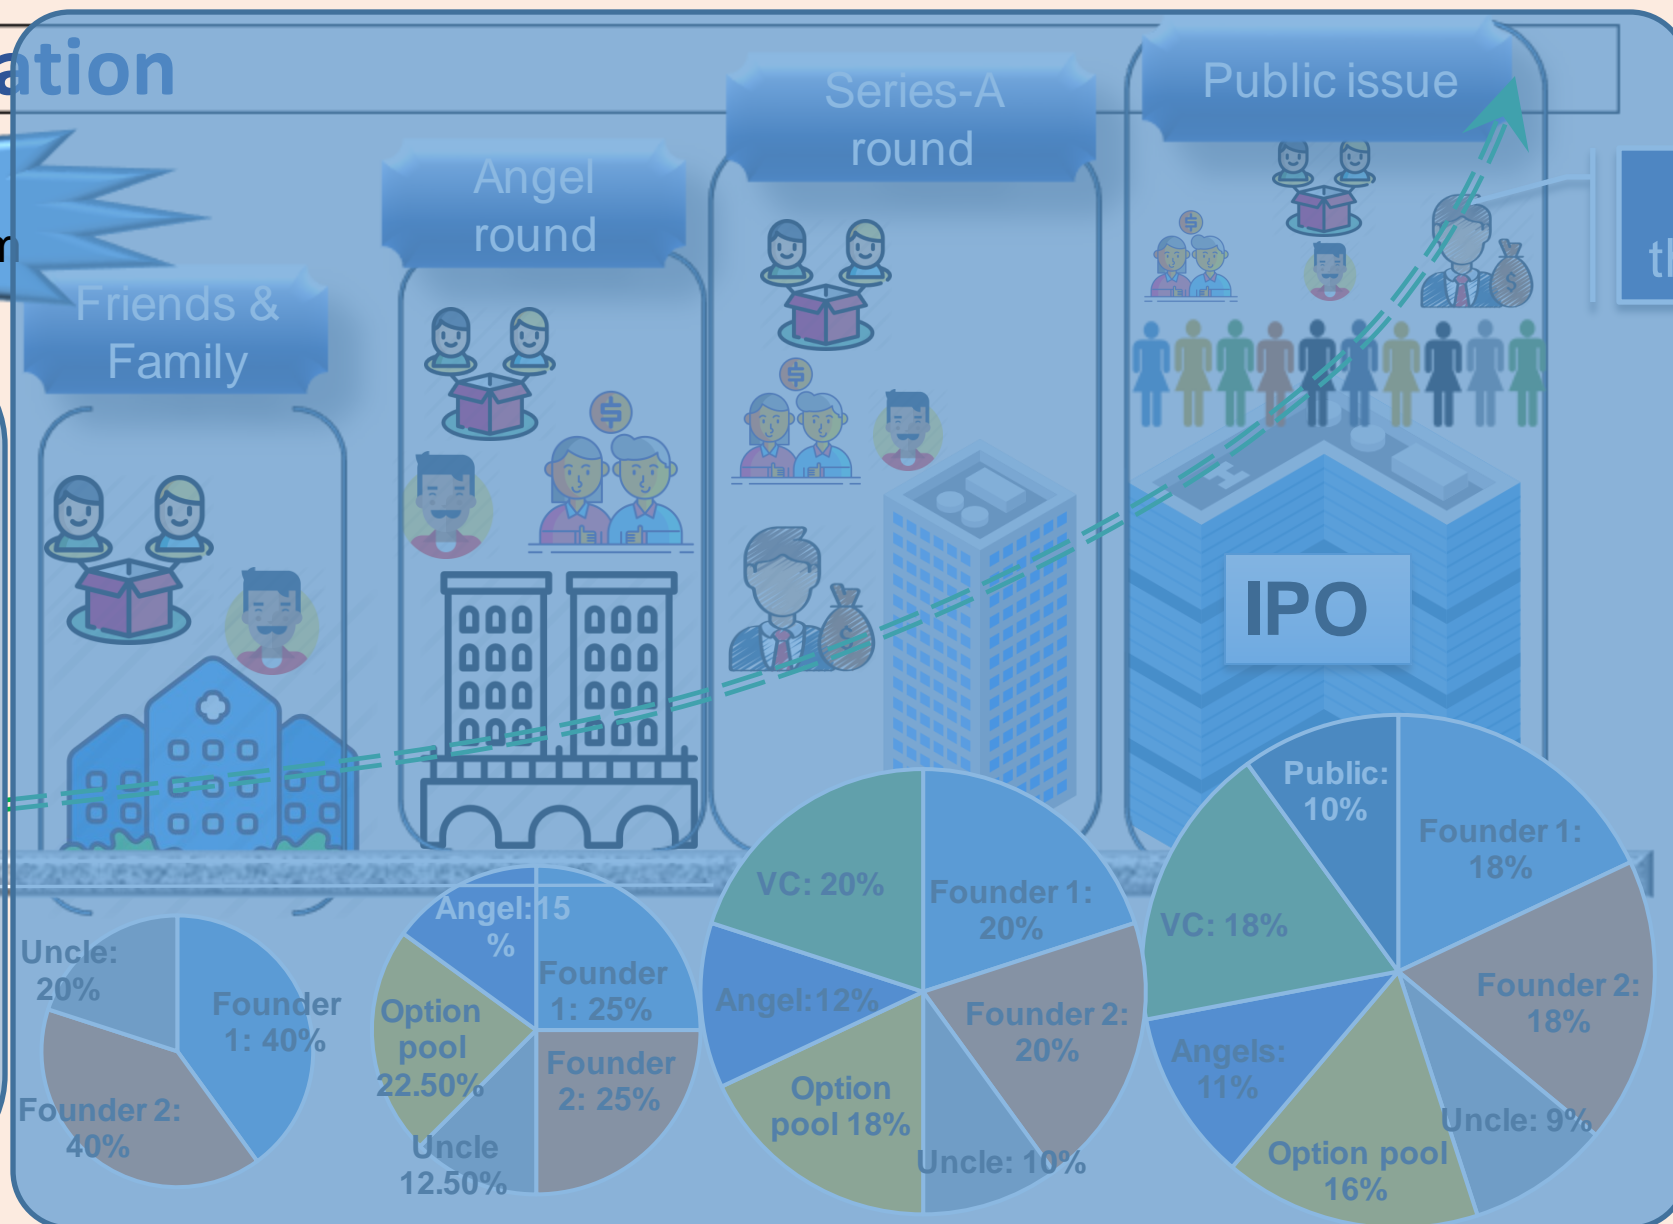 ation
Public issue
Series-A
round
Angel
round
th
n
Friends &
Family
IPO
Uncle:
20%
Founder
1: 40%
Founder 2:
40%
Angel:15
%
Founder
1: 25%
Option
pool
22.50%
Founder
2: 25%
Uncle
12.50%
VC: 20%
Founder 1:
20%
Angel:12%
Founder 2:
20%
Option
pool 18%
Uncle: 10%
Public:
10%
Founder 1:
18%
VC: 18%
Founder 2:
18%
Angels:
11%
Uncle: 9%
Option pool
16%